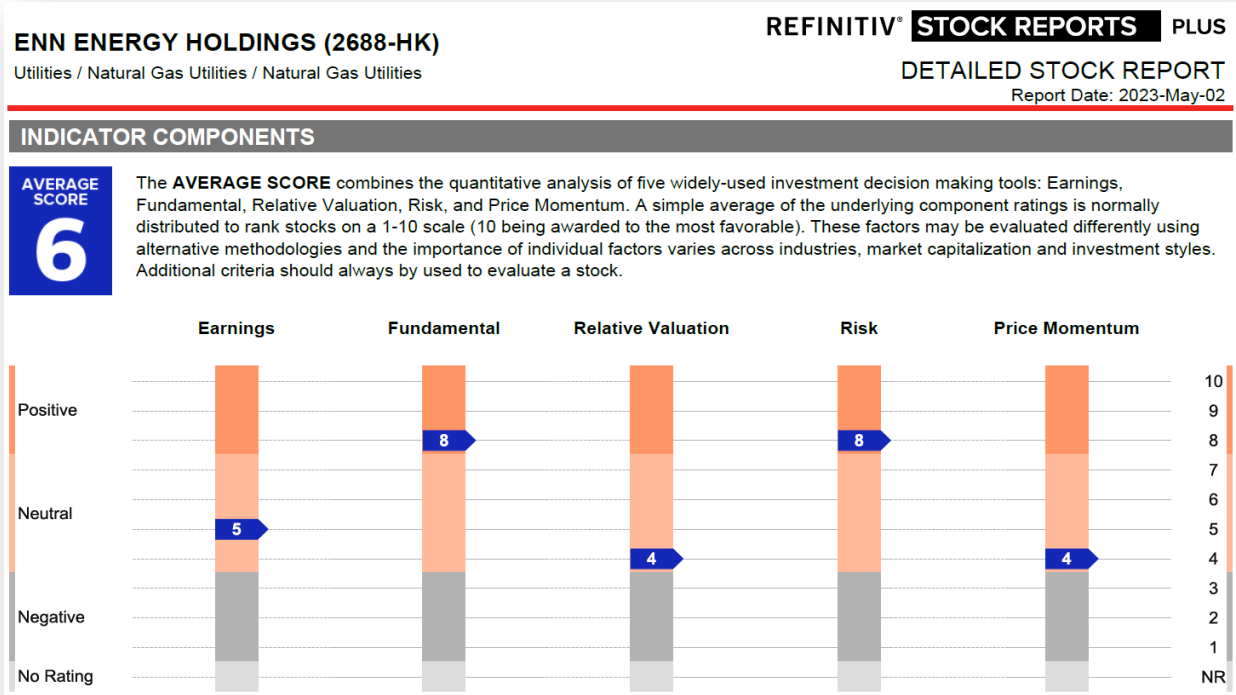 REFINITIV® STOCK REPORTS PLUS
ENN ENERGY HOLDINGS (2688-HK)
Utilities / Natural Gas Utilities / Natural Gas Utilities
DETAILED STOCK REPORT
Report Date: 2023-May-02
INDICATOR COMPONENTS
AVERAGE
SCORE
6
The AVERAGE SCORE combines the quantitative analysis of five widely-used investment decision making tools: Earnings,
Fundamental, Relative Valuation, Risk, and Price Momentum. A simple average of the underlying component ratings is normally
distributed to rank stocks on a 1-10 scale (10 being awarded to the most favorable). These factors may be evaluated differently using
alternative methodologies and the importance of individual factors varies across industries, market capitalization and investment styles.
Additional criteria should always by used to evaluate a stock.
Earnings Fundamental Relative Valuation Risk Price Momentum
10
Positive 9
8 8 8
7
6
Neutral
5 5
4 4 4
3
Negative 2
1
No Rating NR